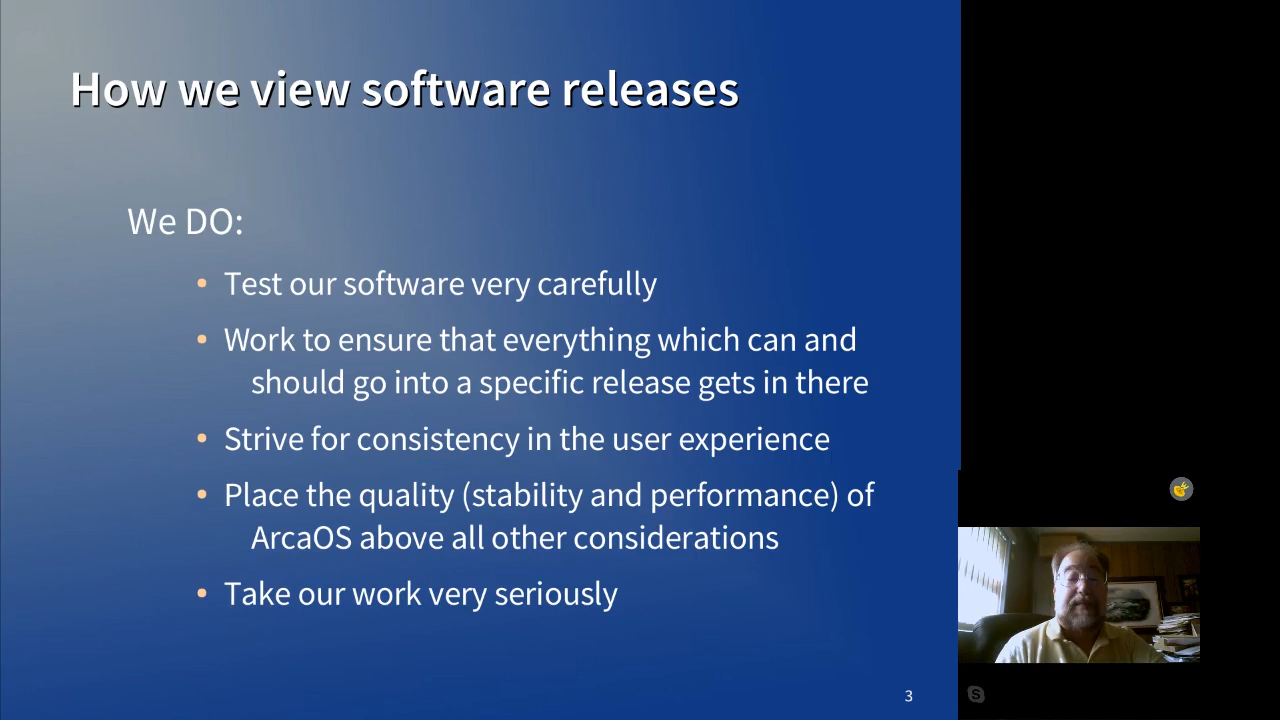 How we view software releases
We DO:
• Test our software very carefully
• Work to ensure that everything which can and
should go into a specific release gets in there
• Strive for consistency in the user experience
• Place the quality (stability and performance) of
ArcaOS above all other considerations
• Take our work very seriously
3
S